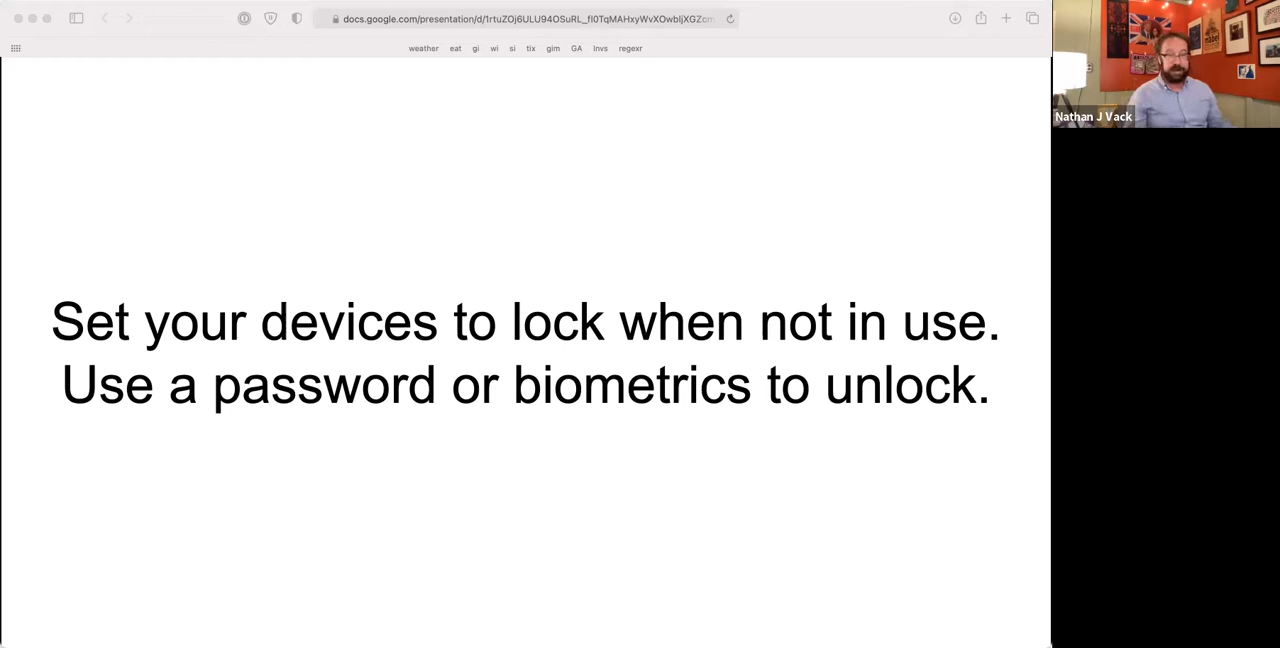 docs.google.com/presentation/d/1rtuZOj6ULU94OSuRL_fI0TqMAHxyWvXOwbljXGZcm
weather eat gi wi si tix gim GA Invs regexr
Nathan J Vack
Set your devices to lock when not in use.
Use a password or biometrics to unlock.